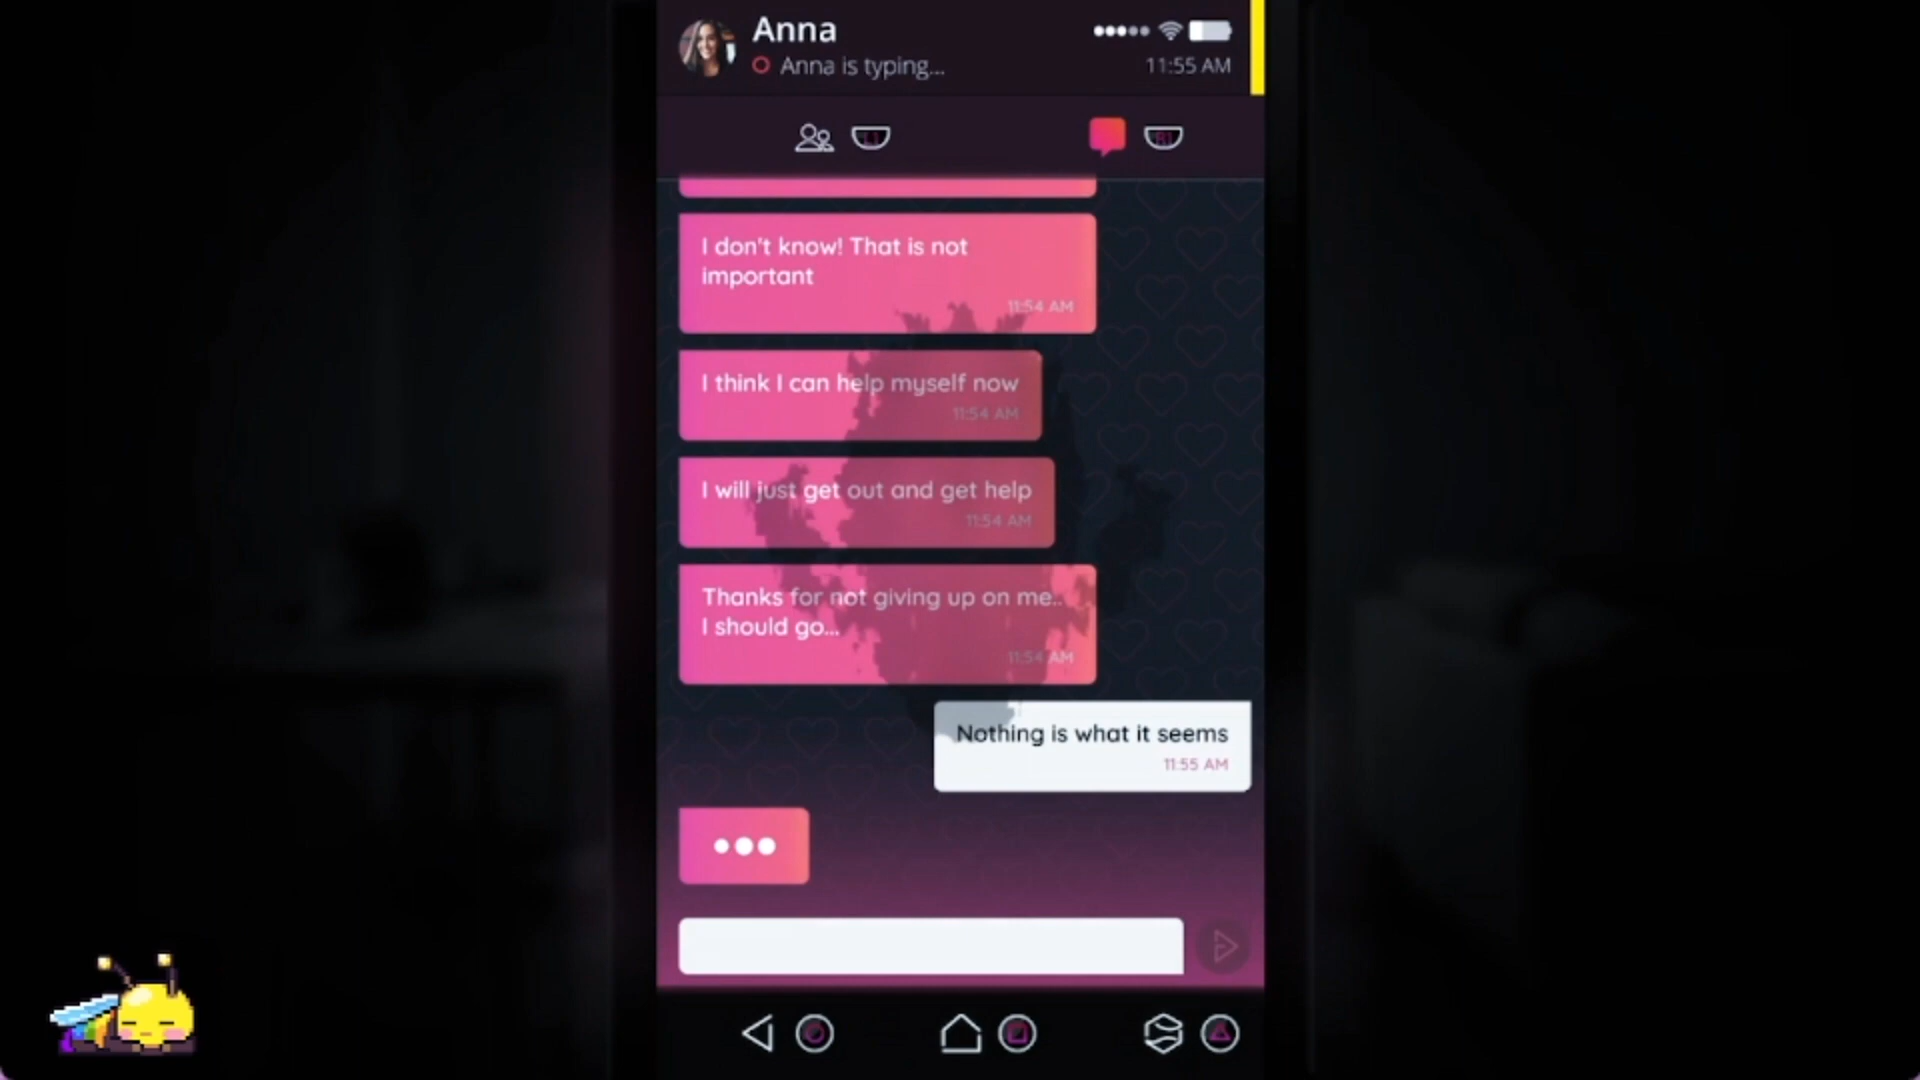 Anna
Anna is typing...
11:55 AM
L1
R1
I don't know! That is not
important
11:54 AM
I think I can help myself now
11:54 AM
I will just get out and get help
11:54 AM
Thanks for not giving up on me..
I should go...
11:54 AM
Nothing is what it seems
11:55 AM